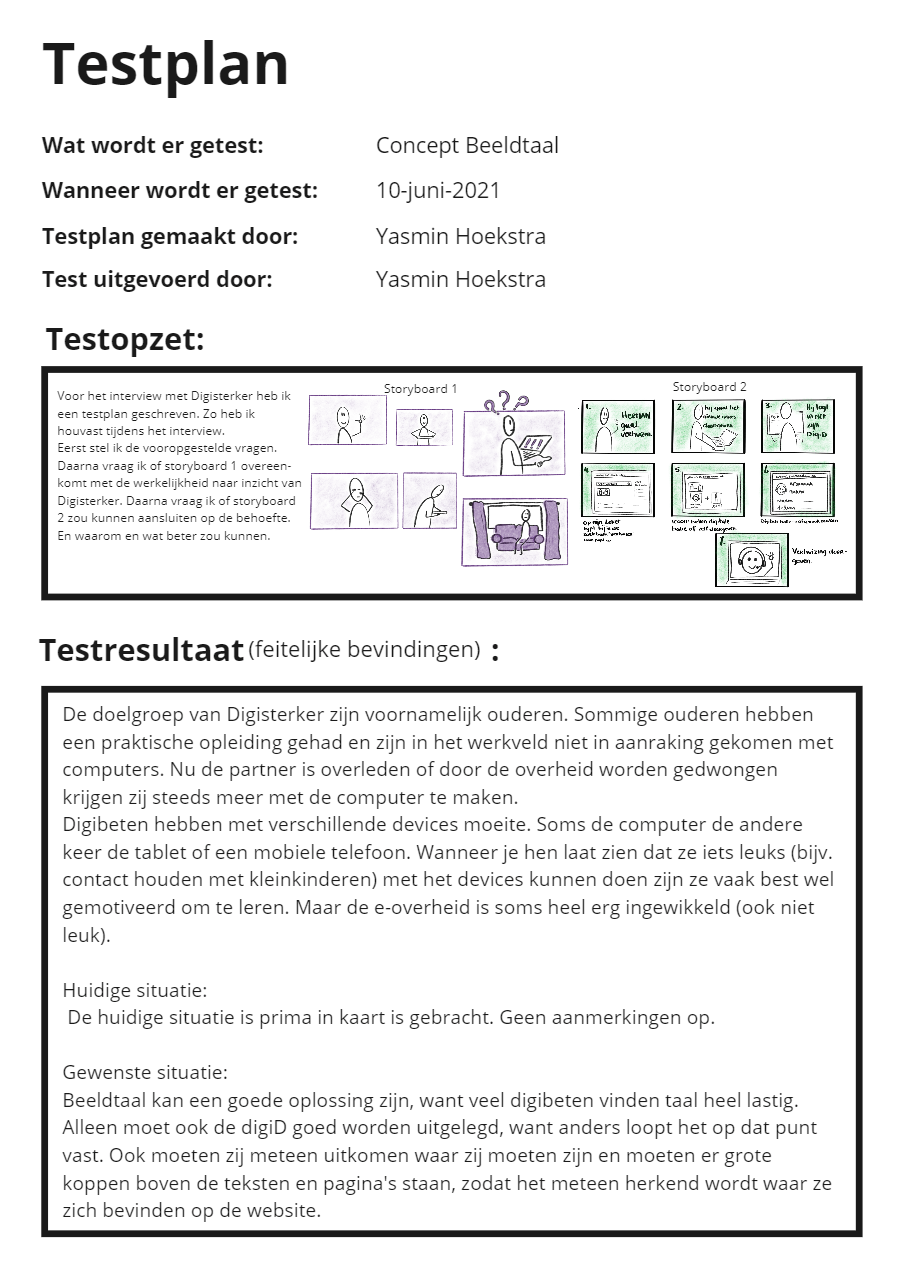 Testplan
Wat wordt er getest: Concept Beeldtaal
Wanneer wordt er getest: 10-juni-2021
Testplan gemaakt door: Yasmin Hoekstra
Test uitgevoerd door: Yasmin Hoekstra
Testopzet:
Voor het interview met Digisterker heb ik
een testplan geschreven. Zo heb ik
houvast tijdens het interview.
Eerst stel ik de vooropgestelde vragen.
Daarna vraag ik of storyboard 1 overeen-
komt met de werkelijkheid naar inzicht van
Digisterker. Daarna vraag ik of storyboard
2 zou kunnen aansluiten op de behoefte.
En waarom en wat beter zou kunnen.
Storyboard 1
???
Storyboard 2
1.
Herman
gaat
verhuizen.
2.
3.
Hij logt
in met
zijn
DigiD
4.
5.
6.
7.
Verhuizing door-
geven.
Testresultaat (feitelijke bevindingen) :
De doelgroep van Digisterker zijn voornamelijk ouderen. Sommige ouderen hebben
een praktische opleiding gehad en zijn in het werkveld niet in aanraking gekomen met
computers. Nu de partner is overleden of door de overheid worden gedwongen
krijgen zij steeds meer met de computer te maken.
Digibeten hebben met verschillende devices moeite. Soms de computer de andere
keer de tablet of een mobiele telefoon. Wanneer je hen laat zien dat ze iets leuks (bijv.
contact houden met kleinkinderen) met het devices kunnen doen zijn ze vaak best wel
gemotiveerd om te leren. Maar de e-overheid is soms heel erg ingewikkeld (ook niet
leuk).
Huidige situatie:
De huidige situatie is prima in kaart is gebracht. Geen aanmerkingen op.
Gewenste situatie:
Beeldtaal kan een goede oplossing zijn, want veel digibeten vinden taal heel lastig.
Alleen moet ook de digiD goed worden uitgelegd, want anders loopt het op dat punt
vast. Ook moeten zij meteen uitkomen waar zij moeten zijn en moeten er grote
koppen boven de teksten en pagina's staan, zodat het meteen herkend wordt waar ze
zich bevinden op de website.